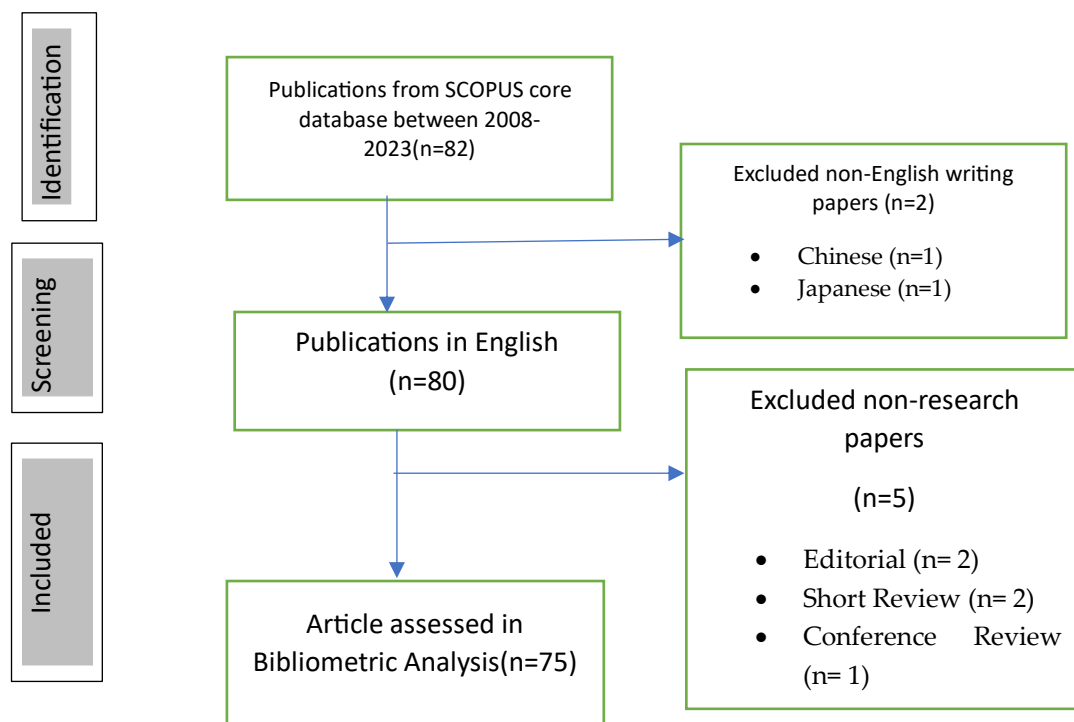 Identification
Publications from SCOPUS core
database between 2008-
2023(n=82)
Excluded non-English writing
papers (n=2)
• Chinese (n=1)
• Japanese (n=1)
Screening
Publications in English
(n=80)
Excluded non-research
papers
(n=5)
• Editorial (n= 2)
• Short Review (n= 2)
• Conference Review
(n= 1)
Included
Article assessed in
Bibliometric Analysis(n=75)